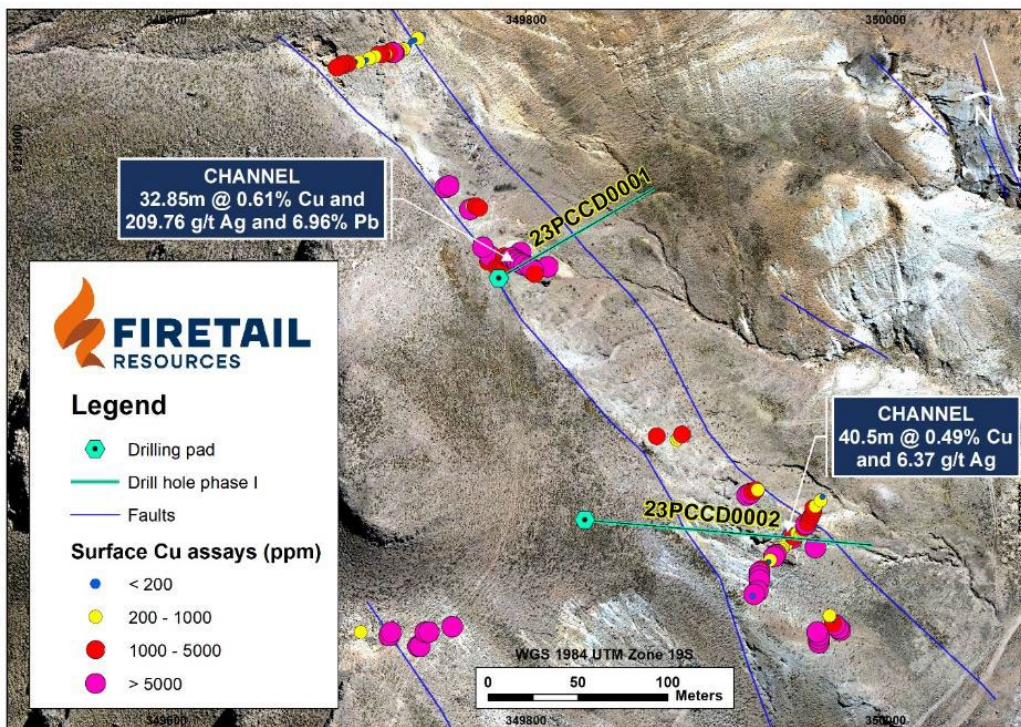 349600
349800
350000
8219000
N
CHANNEL
32.85m @ 0.61% Cu and
209.76 g/t Ag and 6.96% Pb
23PCCD0001
FIRETAIL
RESOURCES
Legend
Drilling pad
Drill hole phase I
Faults
Surface Cu assays (ppm)
< 200
200 - 1000
1000 - 5000
> 5000
CHANNEL
40.5m @ 0.49% Cu
and 6.37 g/t Ag
23PCCD0002
WGS 1984 UTM Zone 19S
0 50 100
Meters
349600
349800
350000